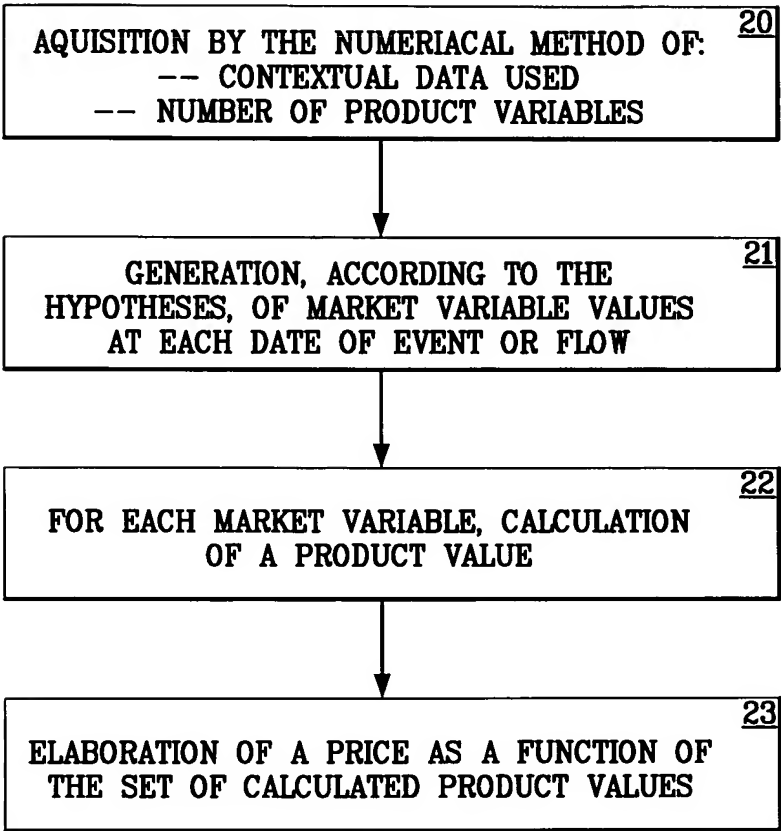 20
AQUISITION BY THE NUMERIACAL METHOD OF:
-- CONTEXTUAL DATA USED
-- NUMBER OF PRODUCT VARIABLES
21
GENERATION, ACCORDING TO THE
HYPOTHESES, OF MARKET VARIABLE VALUES
AT EACH DATE OF EVENT OR FLOW
22
FOR EACH MARKET VARIABLE, CALCULATION
OF A PRODUCT VALUE
23
ELABORATION OF A PRICE AS A FUNCTION OF
THE SET OF CALCULATED PRODUCT VALUES